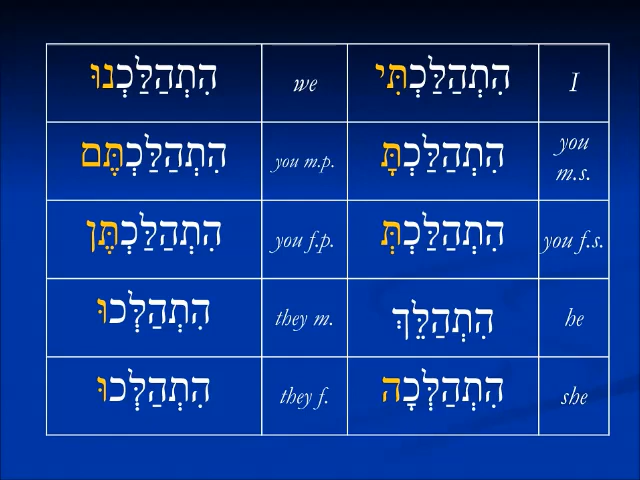 I הִתְהַלַּכְתִּי we הִתְהַלַּכְנוּ
you
m.s. הִתְהַלַּכְתָּ you m.p. הִתְהַלַּכְתֶּם
you f.s. הִתְהַלַּכְתְּ you f.p. הִתְהַלַּכְתֶּן
he הִתְהַלֵּךְ they m. הִתְהַלְּכוּ
she הִתְהַלְּכָה they f. הִתְהַלְּכוּ